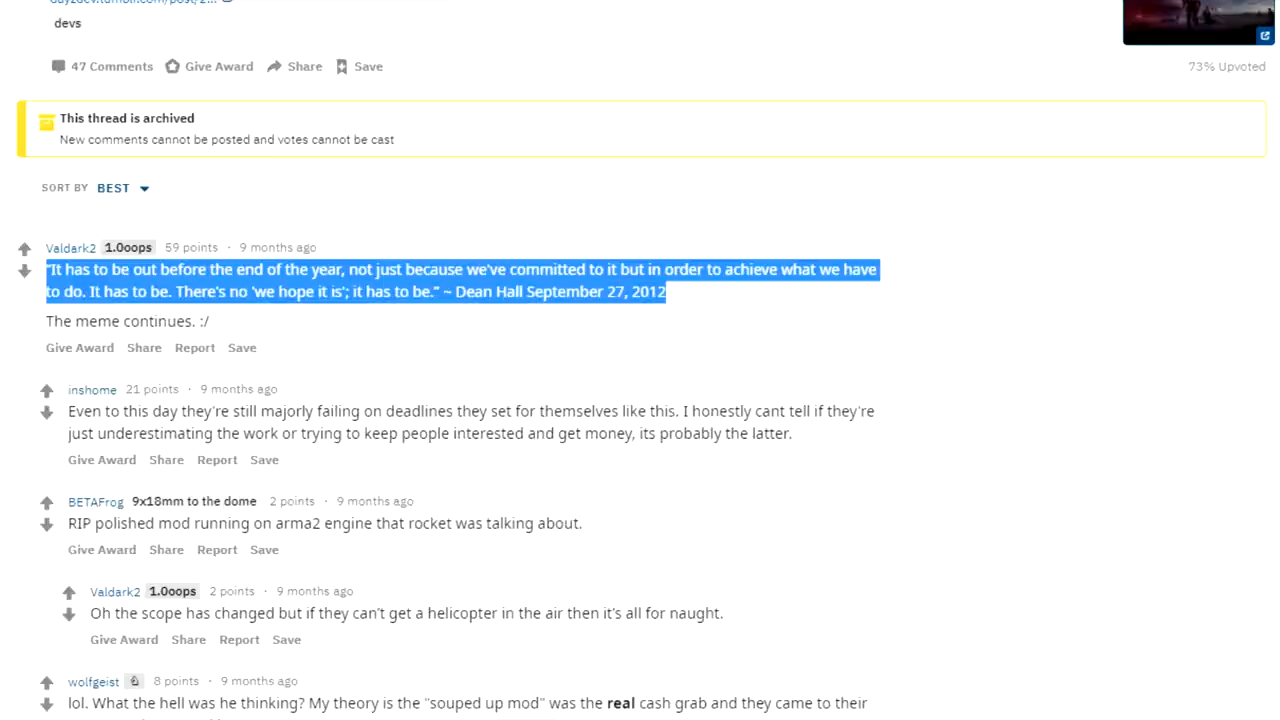 dayzdev.tumblr.com/post/2...
devs
47 Comments Give Award Share Save
73% Upvoted
This thread is archived
New comments cannot be posted and votes cannot be cast
SORT BY BEST
Valdark2 1.0oops 59 points · 9 months ago
"It has to be out before the end of the year, not just because we've committed to it but in order to achieve what we have
to do. It has to be. There's no 'we hope it is'; it has to be." ~ Dean Hall September 27, 2012
The meme continues. :/
Give Award Share Report Save
inshome 21 points · 9 months ago
Even to this day they're still majorly failing on deadlines they set for themselves like this. I honestly cant tell if they're
just underestimating the work or trying to keep people interested and get money, its probably the latter.
Give Award Share Report Save
BETAFrog 9x18mm to the dome 2 points · 9 months ago
RIP polished mod running on arma2 engine that rocket was talking about.
Give Award Share Report Save
Valdark2 1.0oops 2 points · 9 months ago
Oh the scope has changed but if they can't get a helicopter in the air then it's all for naught.
Give Award Share Report Save
wolfgeist 8 points · 9 months ago
lol. What the hell was he thinking? My theory is the "souped up mod" was the real cash grab and they came to their